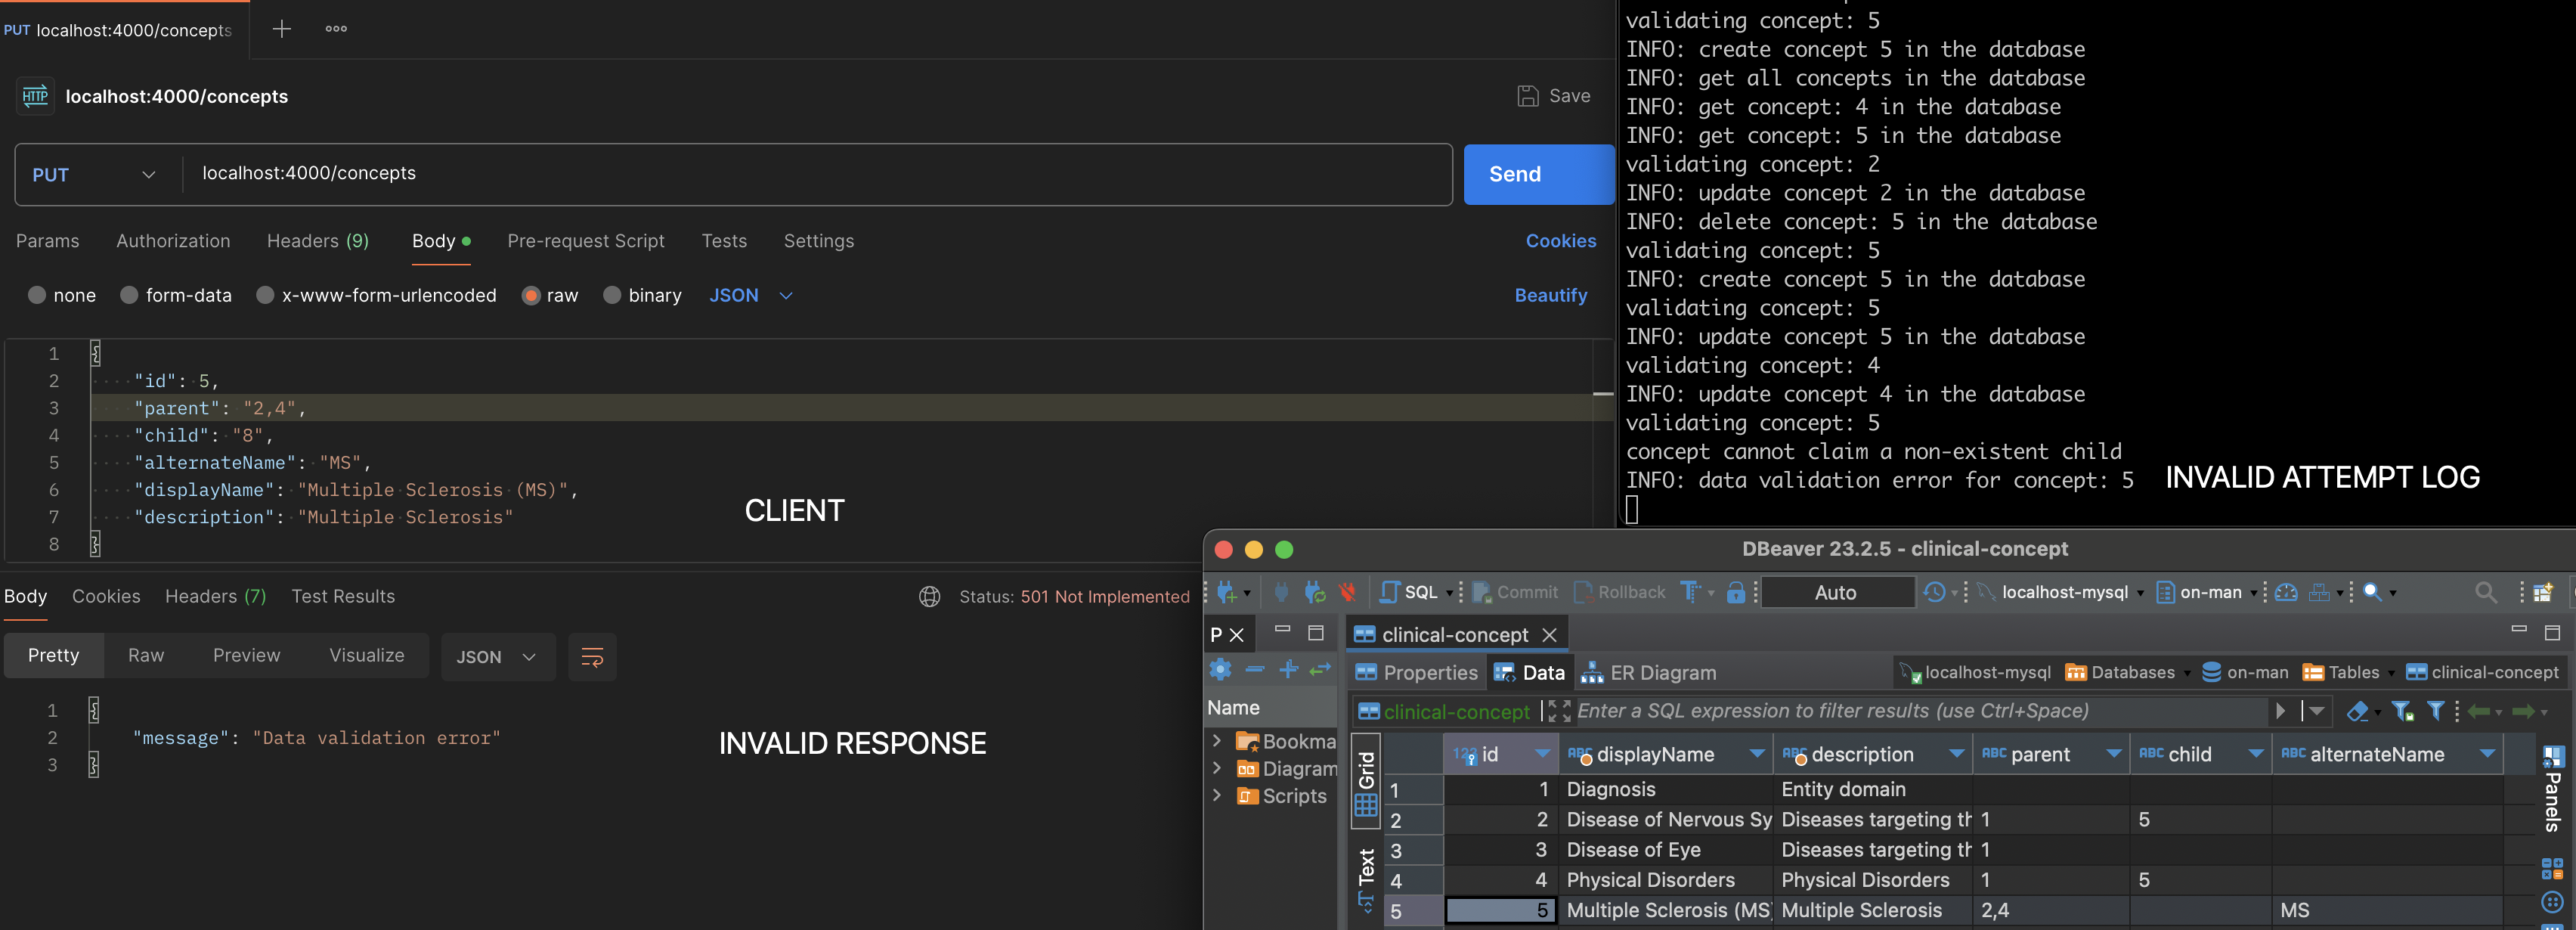 PUT localhost:4000/concepts
HTTP localhost:4000/concepts
Save
PUT
localhost:4000/concepts
Send
Params Authorization Headers (9) Body Pre-request Script Tests Settings
Cookies
none form-data x-www-form-urlencoded raw binary JSON
Beautify
1 {
2 "id": 5,
3 "parent": "2,4",
4 "child": "8",
5 "alternateName": "MS",
6 "displayName": "Multiple Sclerosis (MS)",
7 "description": "Multiple Sclerosis"
8 }
CLIENT
Body Cookies Headers (7) Test Results
Status: 501 Not Implemented
Pretty Raw Preview Visualize JSON
1 {
2 "message": "Data validation error"
3 }
INVALID RESPONSE
validating concept: 5
INFO: create concept 5 in the database
INFO: get all concepts in the database
INFO: get concept: 4 in the database
INFO: get concept: 5 in the database
validating concept: 2
INFO: update concept 2 in the database
INFO: delete concept: 5 in the database
validating concept: 5
INFO: create concept 5 in the database
validating concept: 5
INFO: update concept 5 in the database
validating concept: 4
INFO: update concept 4 in the database
validating concept: 5
concept cannot claim a non-existent child
INFO: data validation error for concept: 5
INVALID ATTEMPT LOG
DBeaver 23.2.5 - clinical-concept
SQL Commit Rollback Auto localhost-mysql on-man
P
clinical-concept
Properties Data ER Diagram
localhost-mysql Databases on-man Tables clinical-concept
Name
Bookma
Diagram
Scripts
clinical-concept
Enter a SQL expression to filter results (use Ctrl+Space)
Grid
Text
123 id ABC displayName ABC description ABC parent ABC child ABC alternateName
1 1 Diagnosis Entity domain
2 2 Disease of Nervous Sy Diseases targeting th 1 5
3 3 Disease of Eye Diseases targeting th 1
4 4 Physical Disorders Physical Disorders 1 5
5 5 Multiple Sclerosis (MS) Multiple Sclerosis 2,4 MS
Panels